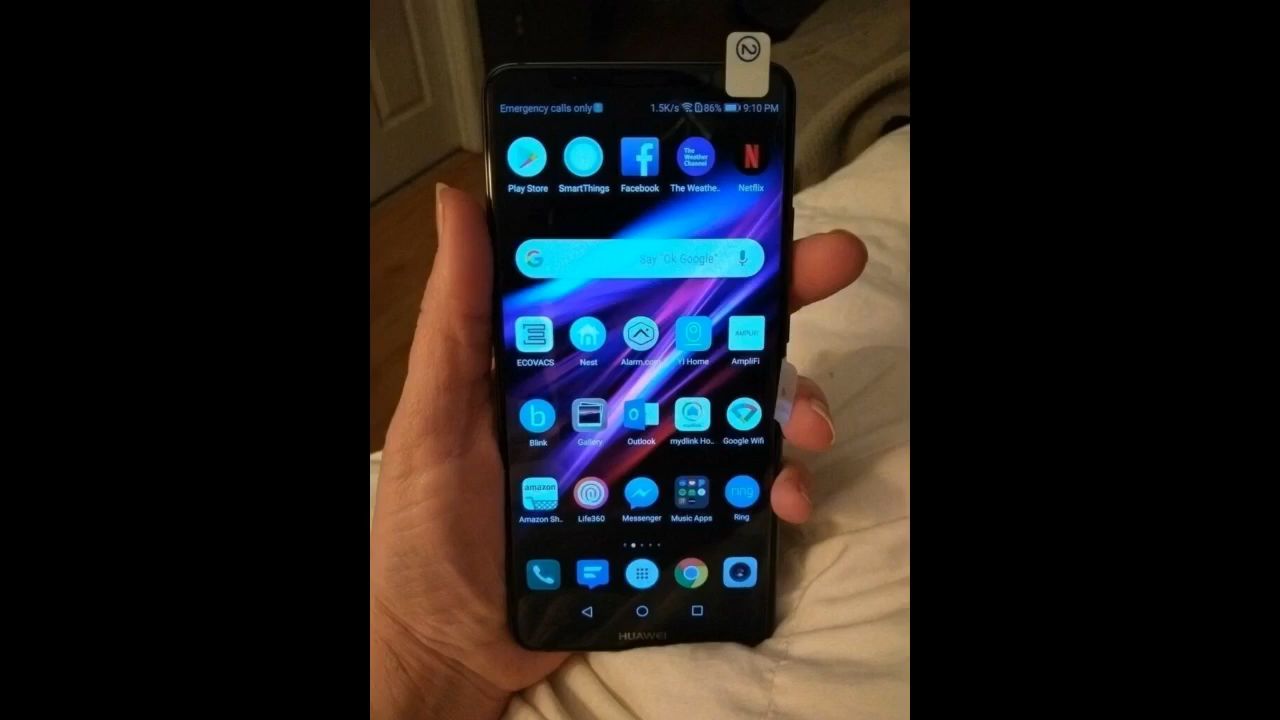 2
Emergency calls only
1.5K/s 86% 9:10 PM
The Weather Channel
N
Play Store SmartThings Facebook The Weathe.. Netflix
G Say "Ok Google"
AMPLIFI
ECOVACS Nest Alarm.com YI Home AmpliFi
b
mydlink
Blink Gallery Outlook mydlink Ho.. Google Wifi
amazon ring
Amazon Sh.. Life360 Messenger Music Apps Ring
HUAWEI